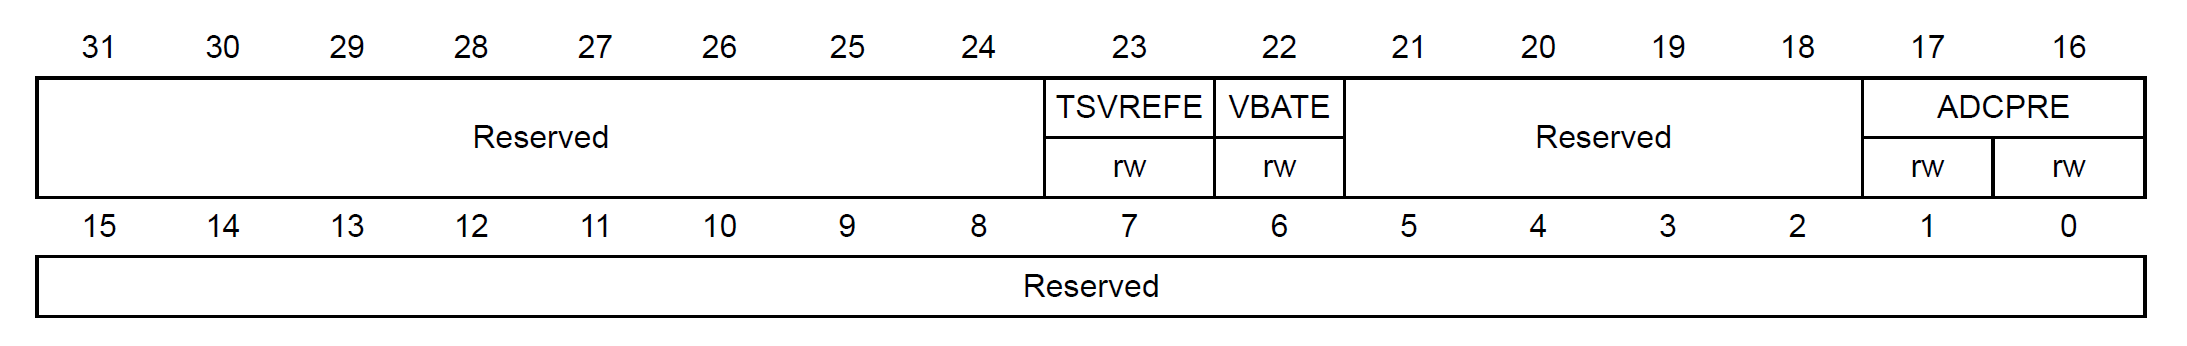 31 30 29 28 27 26 25 24 23 22 21 20 19 18 17 16
Reserved TSVREFE VBATE Reserved ADCPRE
rw rw rw rw
15 14 13 12 11 10 9 8 7 6 5 4 3 2 1 0
Reserved